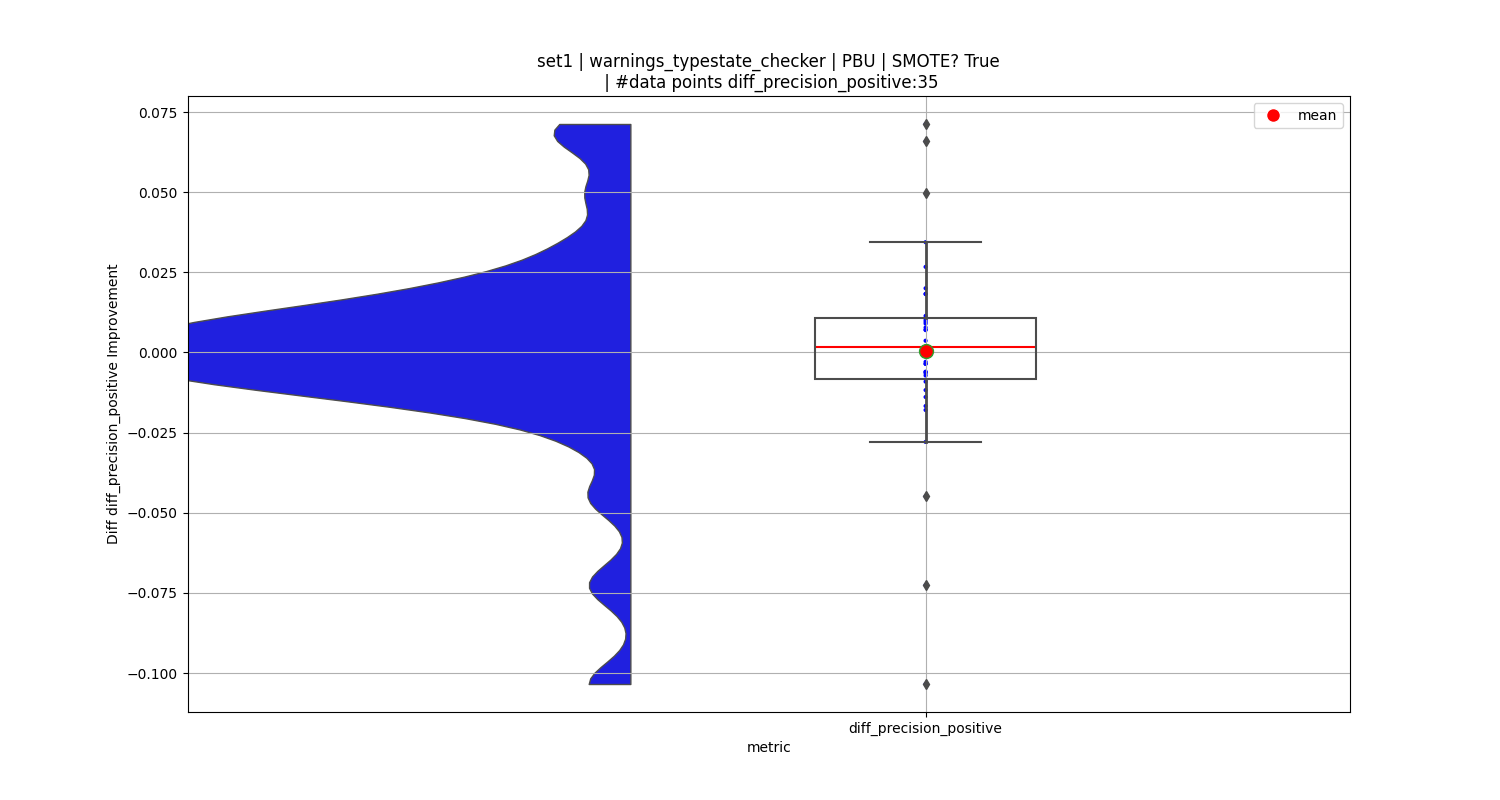 set1 | warnings_typestate_checker | PBU | SMOTE? True
| #data points diff_precision_positive:35
mean
0.075
0.050
0.025
0.000
−0.025
−0.050
−0.075
−0.100
Diff diff_precision_positive Improvement
diff_precision_positive
metric